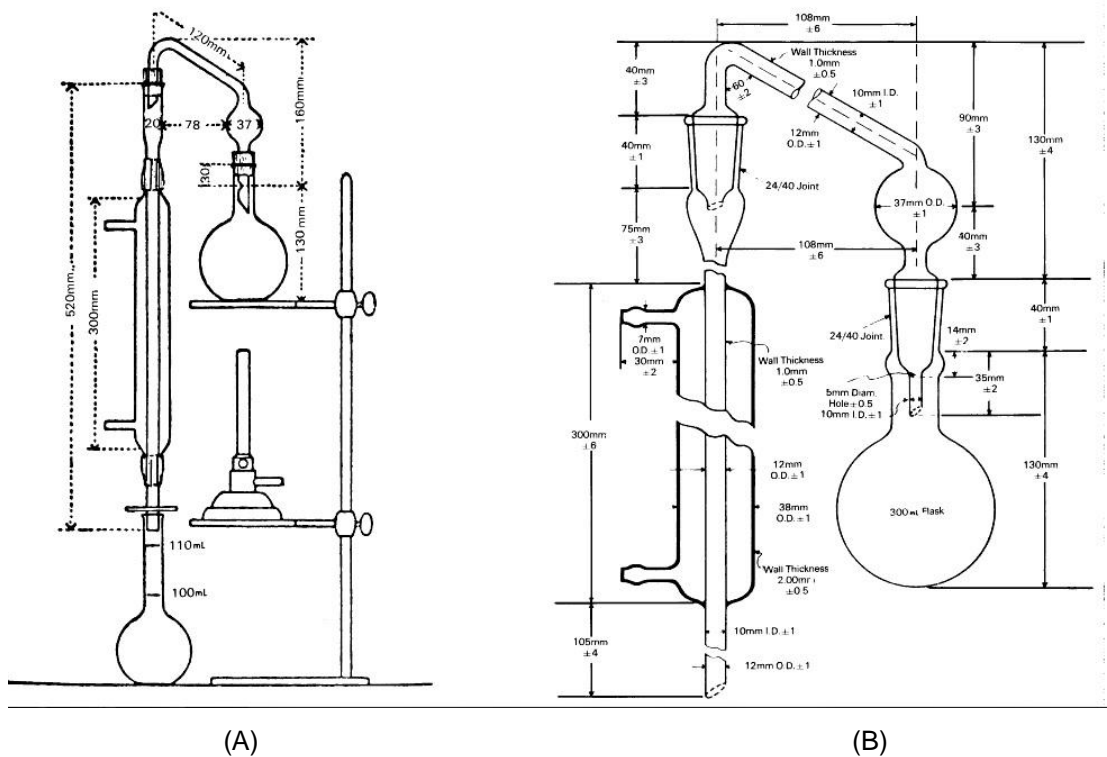 120mm
20
78
37
160mm
30
130mm
520mm
300mm
110mL
100mL
(A)
108mm
±6
40mm
±3
Wall Thickness
1.0mm
±0.5
60
±2
10mm I.D.
±1
12mm
O.D.±1
90mm
±3
130mm
±4
40mm
±1
24/40 Joint
37mm O.D.
±1
75mm
±3
108mm
±6
40mm
±3
7mm
O.D.±1
30mm
±2
Wall Thickness
1.0mm
±0.5
24/40 Joint
14mm
±2
40mm
±1
5mm Diam.
Hole±0.5
10mm I.D.±1
35mm
±2
300mm
±6
12mm
O.D.±1
38mm
O.D.±1
Wall Thickness
2.00mm
±0.5
300mL Flask
130mm
±4
105mm
±4
10mm I.D.±1
12mm O.D.±1
(B)